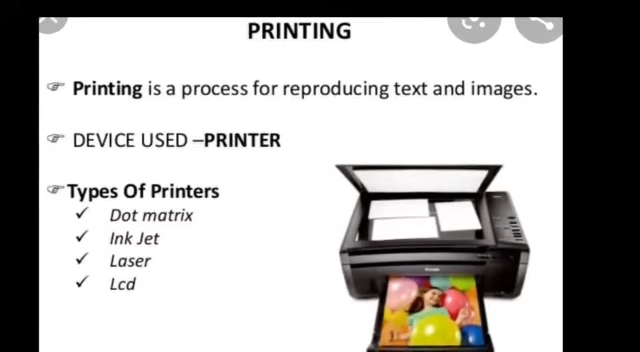 PRINTING
☞ Printing is a process for reproducing text and images.
☞ DEVICE USED –PRINTER
☞ Types Of Printers
✓ Dot matrix
✓ Ink Jet
✓ Laser
✓ Lcd